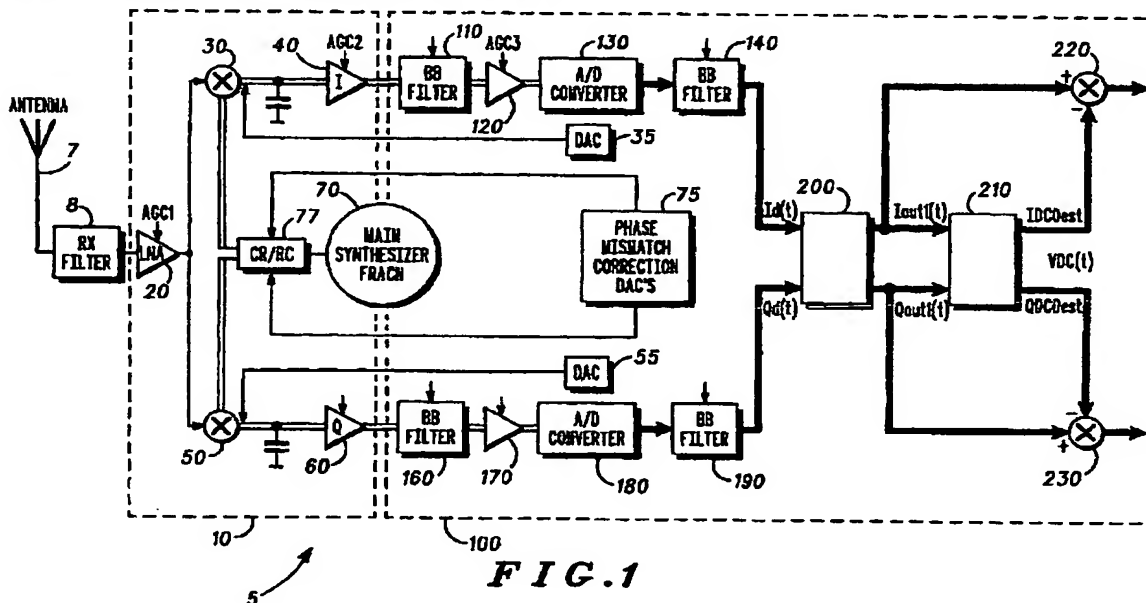 30
40
AGC2
I
110
BB
FILTER
AGC3
120
130
A/D
CONVERTER
140
BB
FILTER
220
+
-
ANTENNA
7
DAC
35
8
RX
FILTER
AGC1
LNA
20
77
CR/RC
70
MAIN
SYNTHESIZER
FRACN
75
PHASE
MISMATCH
CORRECTION
DAC'S
Id(t)
Qd(t)
200
Iout1(t)
Qout1(t)
210
IDCOest
VDC(t)
QDCOest
DAC
55
50
Q
60
BB
FILTER
160
170
A/D
CONVERTER
180
BB
FILTER
190
-
+
230
10
100
5
FIG.1